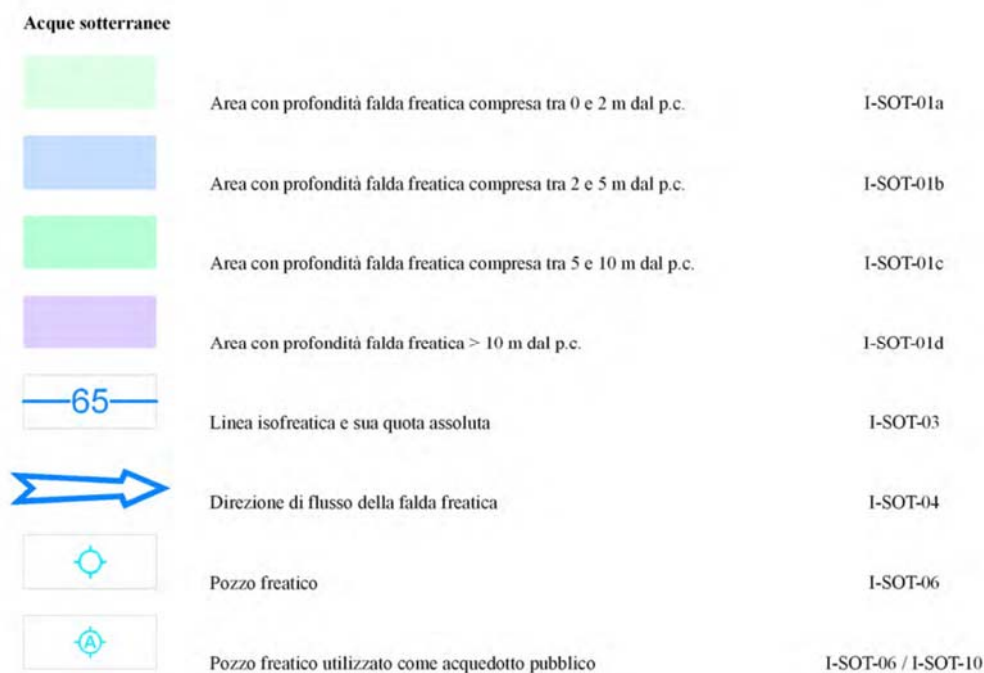 Acque sotterranee
Area con profondità falda freatica compresa tra 0 e 2 m dal p.c. I-SOT-01a
Area con profondità falda freatica compresa tra 2 e 5 m dal p.c. I-SOT-01b
Area con profondità falda freatica compresa tra 5 e 10 m dal p.c. I-SOT-01c
Area con profondità falda freatica > 10 m dal p.c. I-SOT-01d
65 Linea isofreatica e sua quota assoluta I-SOT-03
Direzione di flusso della falda freatica I-SOT-04
Pozzo freatico I-SOT-06
A Pozzo freatico utilizzato come acquedotto pubblico I-SOT-06 / I-SOT-10